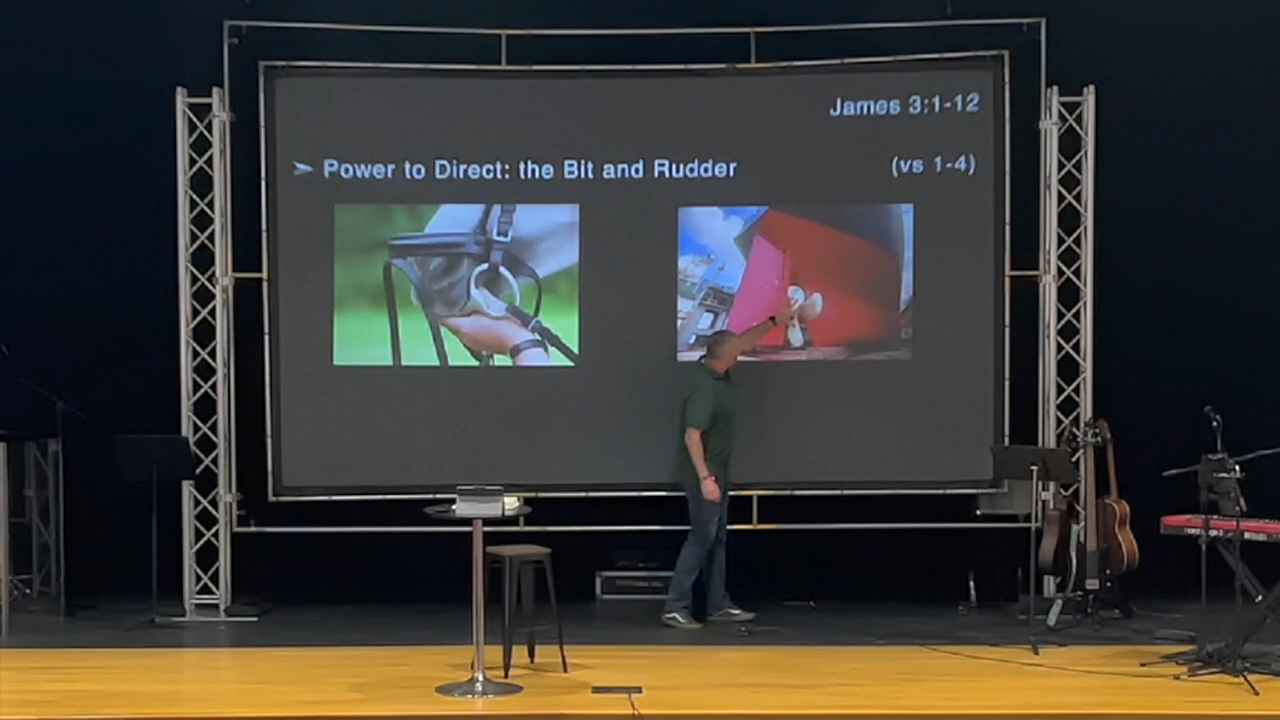 James 3:1-12
➢ Power to Direct: the Bit and Rudder (vs 1-4)